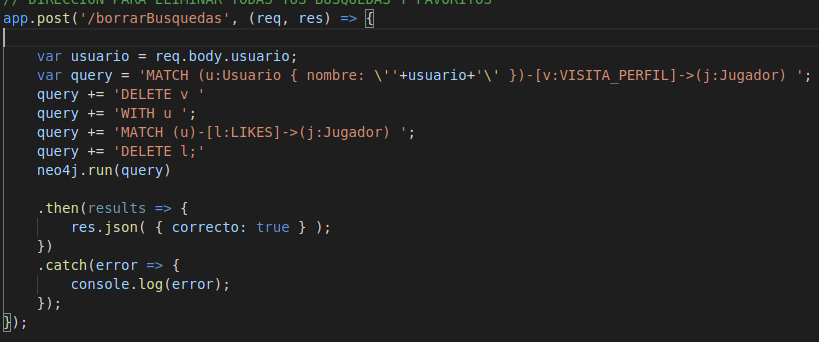 // DIRECCION PARA ELIMINAR TODAS TUS BUSQUEDAS Y FAVORITOS
app.post('/borrarBusquedas', (req, res) => {
var usuario = req.body.usuario;
var query = 'MATCH (u:Usuario { nombre: \''+usuario+'\' })-[v:VISITA_PERFIL]->(j:Jugador) ';
query += 'DELETE v '
query += 'WITH u ';
query += 'MATCH (u)-[l:LIKES]->(j:Jugador) ';
query += 'DELETE l;'
neo4j.run(query)
.then(results => {
res.json( { correcto: true } );
})
.catch(error => {
console.log(error);
});
});